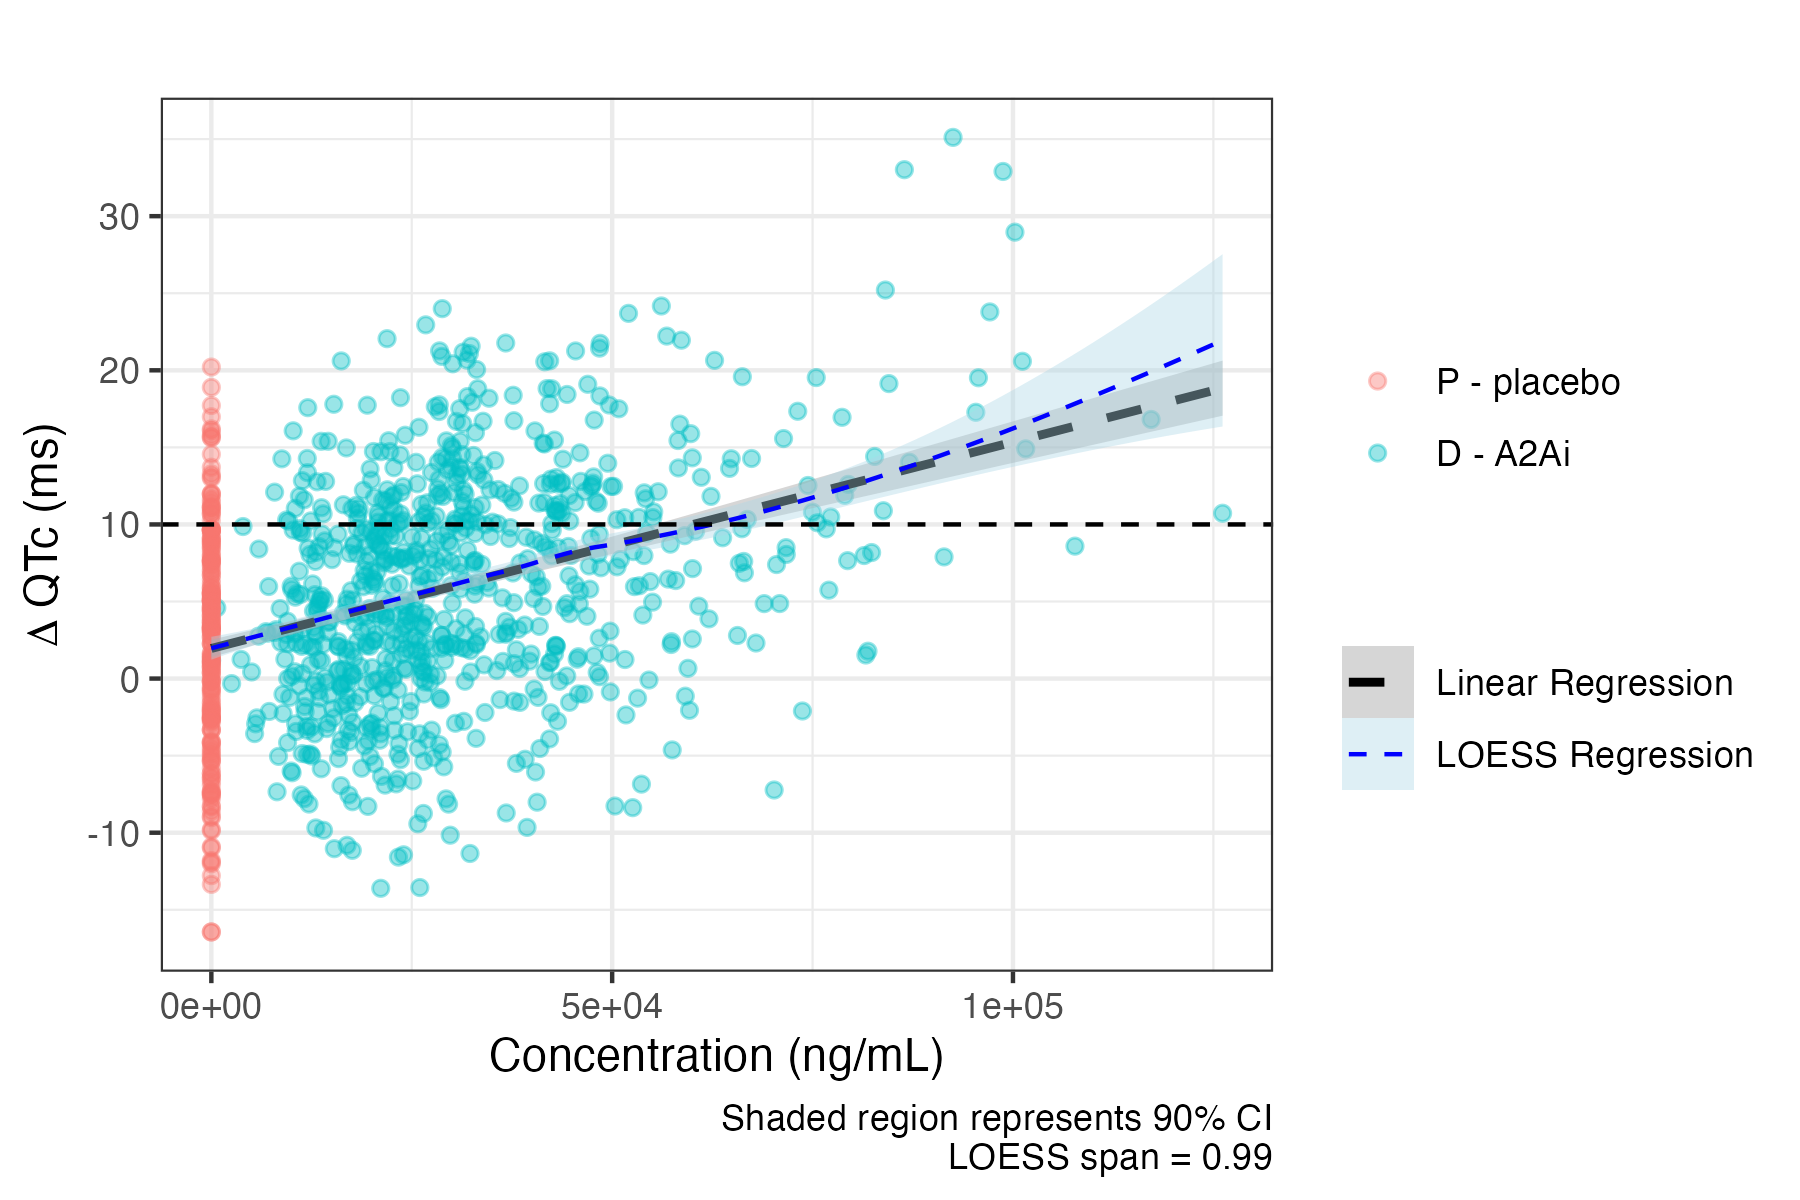 Δ QTc (ms)
30
20
10
0
-10
0e+00
5e+04
1e+05
Concentration (ng/mL)
P - placebo
D - A2Ai
Linear Regression
LOESS Regression
Shaded region represents 90% CI
LOESS span = 0.99